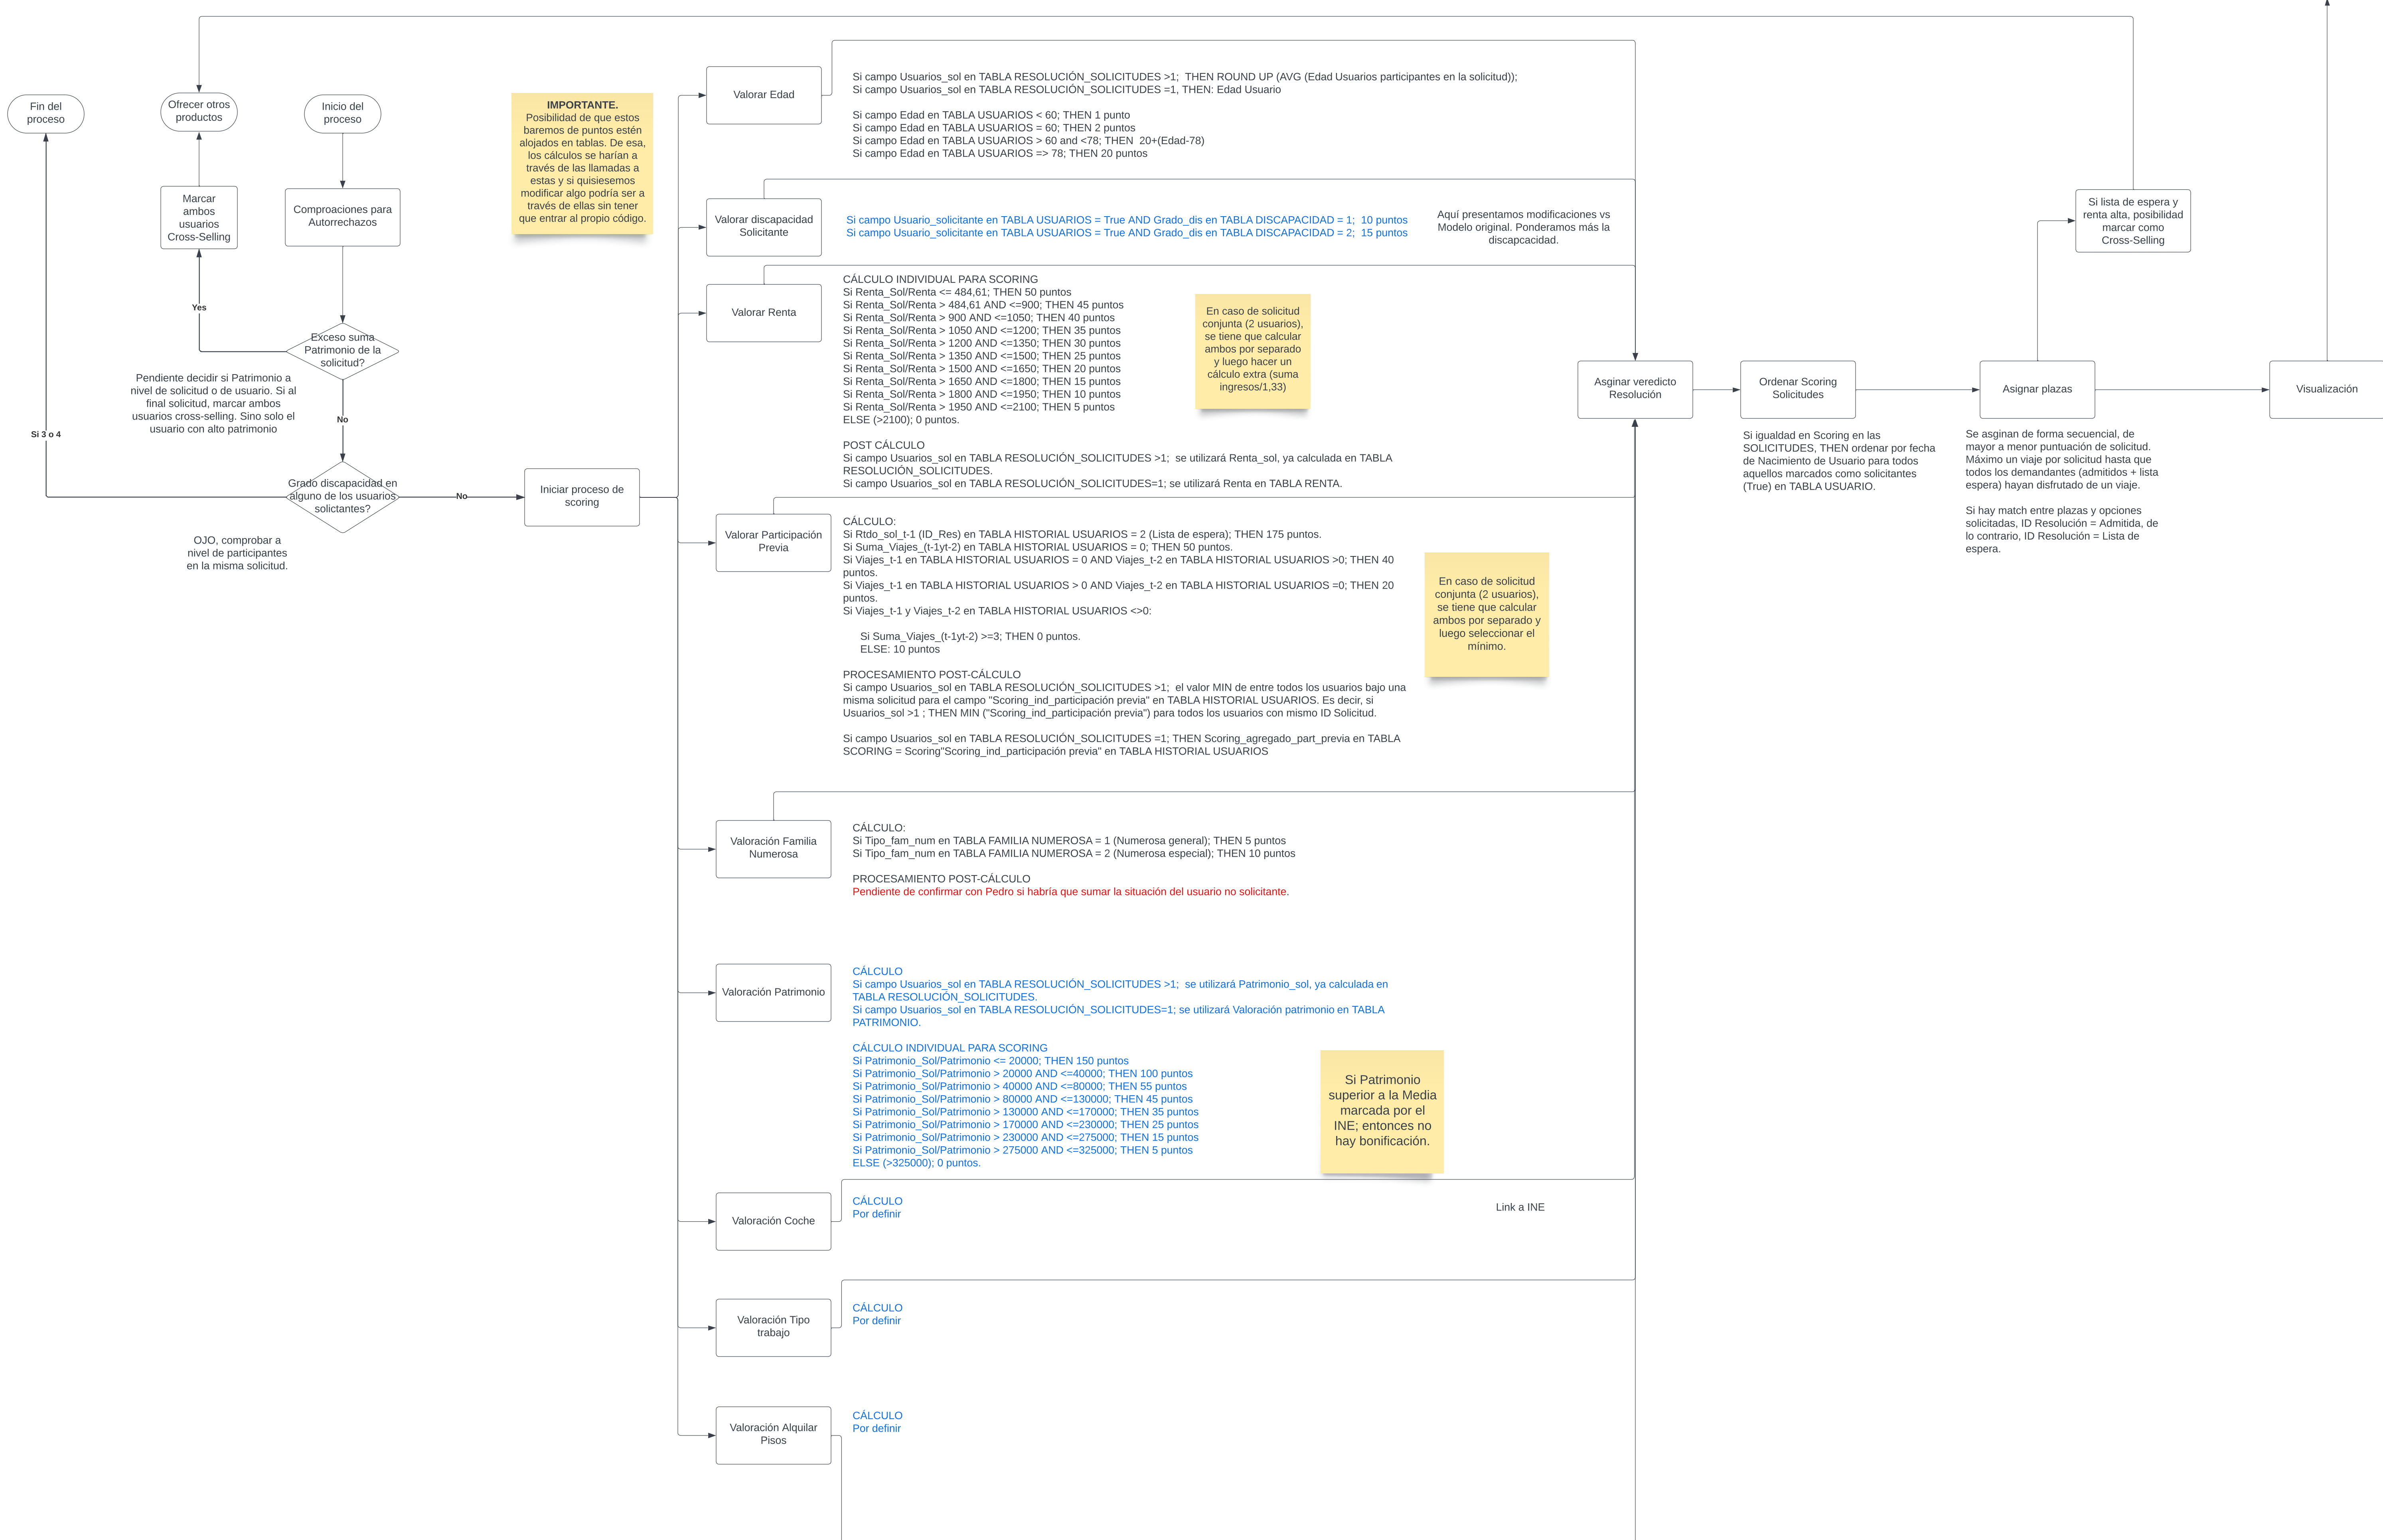 Fin del
proceso
Ofrecer otros
productos
Inicio del
proceso
Marcar
ambos
usuarios
Cross-Selling
Comproaciones para
Autorrechazos
Yes
Exceso suma
Patrimonio de la
solicitud?
Pendiente decidir si Patrimonio a
nivel de solicitud o de usuario. Si al
final solicitud, marcar ambos
usuarios cross-selling. Sino solo el
usuario con alto patrimonio
No
Si 3 o 4
Grado discapacidad en
alguno de los usuarios
solictantes?
No
OJO, comprobar a
nivel de participantes
en la misma solicitud.
Iniciar proceso de
scoring
IMPORTANTE.
Posibilidad de que estos
baremos de puntos estén
alojados en tablas. De esa,
los cálculos se harían a
través de las llamadas a
estas y si quisiesemos
modificar algo podría ser a
través de ellas sin tener
que entrar al propio código.
Valorar Edad
Si campo Usuarios_sol en TABLA RESOLUCIÓN_SOLICITUDES >1;  THEN ROUND UP (AVG (Edad Usuarios participantes en la solicitud));
Si campo Usuarios_sol en TABLA RESOLUCIÓN_SOLICITUDES =1, THEN: Edad Usuario
Si campo Edad en TABLA USUARIOS < 60; THEN 1 punto
Si campo Edad en TABLA USUARIOS = 60; THEN 2 puntos
Si campo Edad en TABLA USUARIOS > 60 and <78; THEN  20+(Edad-78)
Si campo Edad en TABLA USUARIOS => 78; THEN 20 puntos
Valorar discapacidad
Solicitante
Si campo Usuario_solicitante en TABLA USUARIOS = True AND Grado_dis en TABLA DISCAPACIDAD = 1;  10 puntos
Si campo Usuario_solicitante en TABLA USUARIOS = True AND Grado_dis en TABLA DISCAPACIDAD = 2;  15 puntos
Aquí presentamos modificaciones vs
Modelo original. Ponderamos más la
discapcacidad.
Valorar Renta
CÁLCULO INDIVIDUAL PARA SCORING
Si Renta_Sol/Renta <= 484,61; THEN 50 puntos
Si Renta_Sol/Renta > 484,61 AND <=900; THEN 45 puntos
Si Renta_Sol/Renta > 900 AND <=1050; THEN 40 puntos
Si Renta_Sol/Renta > 1050 AND <=1200; THEN 35 puntos
Si Renta_Sol/Renta > 1200 AND <=1350; THEN 30 puntos
Si Renta_Sol/Renta > 1350 AND <=1500; THEN 25 puntos
Si Renta_Sol/Renta > 1500 AND <=1650; THEN 20 puntos
Si Renta_Sol/Renta > 1650 AND <=1800; THEN 15 puntos
Si Renta_Sol/Renta > 1800 AND <=1950; THEN 10 puntos
Si Renta_Sol/Renta > 1950 AND <=2100; THEN 5 puntos
ELSE (>2100); 0 puntos.
POST CÁLCULO
Si campo Usuarios_sol en TABLA RESOLUCIÓN_SOLICITUDES >1;  se utilizará Renta_sol, ya calculada en TABLA
RESOLUCIÓN_SOLICITUDES.
Si campo Usuarios_sol en TABLA RESOLUCIÓN_SOLICITUDES=1; se utilizará Renta en TABLA RENTA.
En caso de solicitud
conjunta (2 usuarios),
se tiene que calcular
ambos por separado
y luego hacer un
cálculo extra (suma
ingresos/1,33)
Valorar Participación
Previa
CÁLCULO:
Si Rtdo_sol_t-1 (ID_Res) en TABLA HISTORIAL USUARIOS = 2 (Lista de espera); THEN 175 puntos.
Si Suma_Viajes_(t-1yt-2) en TABLA HISTORIAL USUARIOS = 0; THEN 50 puntos.
Si Viajes_t-1 en TABLA HISTORIAL USUARIOS = 0 AND Viajes_t-2 en TABLA HISTORIAL USUARIOS >0; THEN 40
puntos.
Si Viajes_t-1 en TABLA HISTORIAL USUARIOS > 0 AND Viajes_t-2 en TABLA HISTORIAL USUARIOS =0; THEN 20
puntos.
Si Viajes_t-1 y Viajes_t-2 en TABLA HISTORIAL USUARIOS <>0:
Si Suma_Viajes_(t-1yt-2) >=3; THEN 0 puntos.
ELSE: 10 puntos
PROCESAMIENTO POST-CÁLCULO
Si campo Usuarios_sol en TABLA RESOLUCIÓN_SOLICITUDES >1;  el valor MIN de entre todos los usuarios bajo una
misma solicitud para el campo "Scoring_ind_participación previa" en TABLA HISTORIAL USUARIOS. Es decir, si
Usuarios_sol >1 ; THEN MIN ("Scoring_ind_participación previa") para todos los usuarios con mismo ID Solicitud.
Si campo Usuarios_sol en TABLA RESOLUCIÓN_SOLICITUDES =1; THEN Scoring_agregado_part_previa en TABLA
SCORING = Scoring"Scoring_ind_participación previa" en TABLA HISTORIAL USUARIOS
En caso de solicitud
conjunta (2 usuarios),
se tiene que calcular
ambos por separado y
luego seleccionar el
mínimo.
Valoración Familia
Numerosa
CÁLCULO:
Si Tipo_fam_num en TABLA FAMILIA NUMEROSA = 1 (Numerosa general); THEN 5 puntos
Si Tipo_fam_num en TABLA FAMILIA NUMEROSA = 2 (Numerosa especial); THEN 10 puntos
PROCESAMIENTO POST-CÁLCULO
Pendiente de confirmar con Pedro si habría que sumar la situación del usuario no solicitante.
Valoración Patrimonio
CÁLCULO
Si campo Usuarios_sol en TABLA RESOLUCIÓN_SOLICITUDES >1;  se utilizará Patrimonio_sol, ya calculada en
TABLA RESOLUCIÓN_SOLICITUDES.
Si campo Usuarios_sol en TABLA RESOLUCIÓN_SOLICITUDES=1; se utilizará Valoración patrimonio en TABLA
PATRIMONIO.
CÁLCULO INDIVIDUAL PARA SCORING
Si Patrimonio_Sol/Patrimonio <= 20000; THEN 150 puntos
Si Patrimonio_Sol/Patrimonio > 20000 AND <=40000; THEN 100 puntos
Si Patrimonio_Sol/Patrimonio > 40000 AND <=80000; THEN 55 puntos
Si Patrimonio_Sol/Patrimonio > 80000 AND <=130000; THEN 45 puntos
Si Patrimonio_Sol/Patrimonio > 130000 AND <=170000; THEN 35 puntos
Si Patrimonio_Sol/Patrimonio > 170000 AND <=230000; THEN 25 puntos
Si Patrimonio_Sol/Patrimonio > 230000 AND <=275000; THEN 15 puntos
Si Patrimonio_Sol/Patrimonio > 275000 AND <=325000; THEN 5 puntos
ELSE (>325000); 0 puntos.
Si Patrimonio
superior a la Media
marcada por el
INE; entonces no
hay bonificación.
Valoración Coche
CÁLCULO
Por definir
Link a INE
Valoración Tipo
trabajo
CÁLCULO
Por definir
Valoración Alquilar
Pisos
CÁLCULO
Por definir
Asginar veredicto
Resolución
Ordenar Scoring
Solicitudes
Si igualdad en Scoring en las
SOLICITUDES, THEN ordenar por fecha
de Nacimiento de Usuario para todos
aquellos marcados como solicitantes
(True) en TABLA USUARIO.
Asignar plazas
Se asginan de forma secuencial, de
mayor a menor puntuación de solicitud.
Máximo un viaje por solicitud hasta que
todos los demandantes (admitidos + lista
espera) hayan disfrutado de un viaje.
Si hay match entre plazas y opciones
solicitadas, ID Resolución = Admitida, de
lo contrario, ID Resolución = Lista de
espera.
Si lista de espera y
renta alta, posibilidad
marcar como
Cross-Selling
Visualización